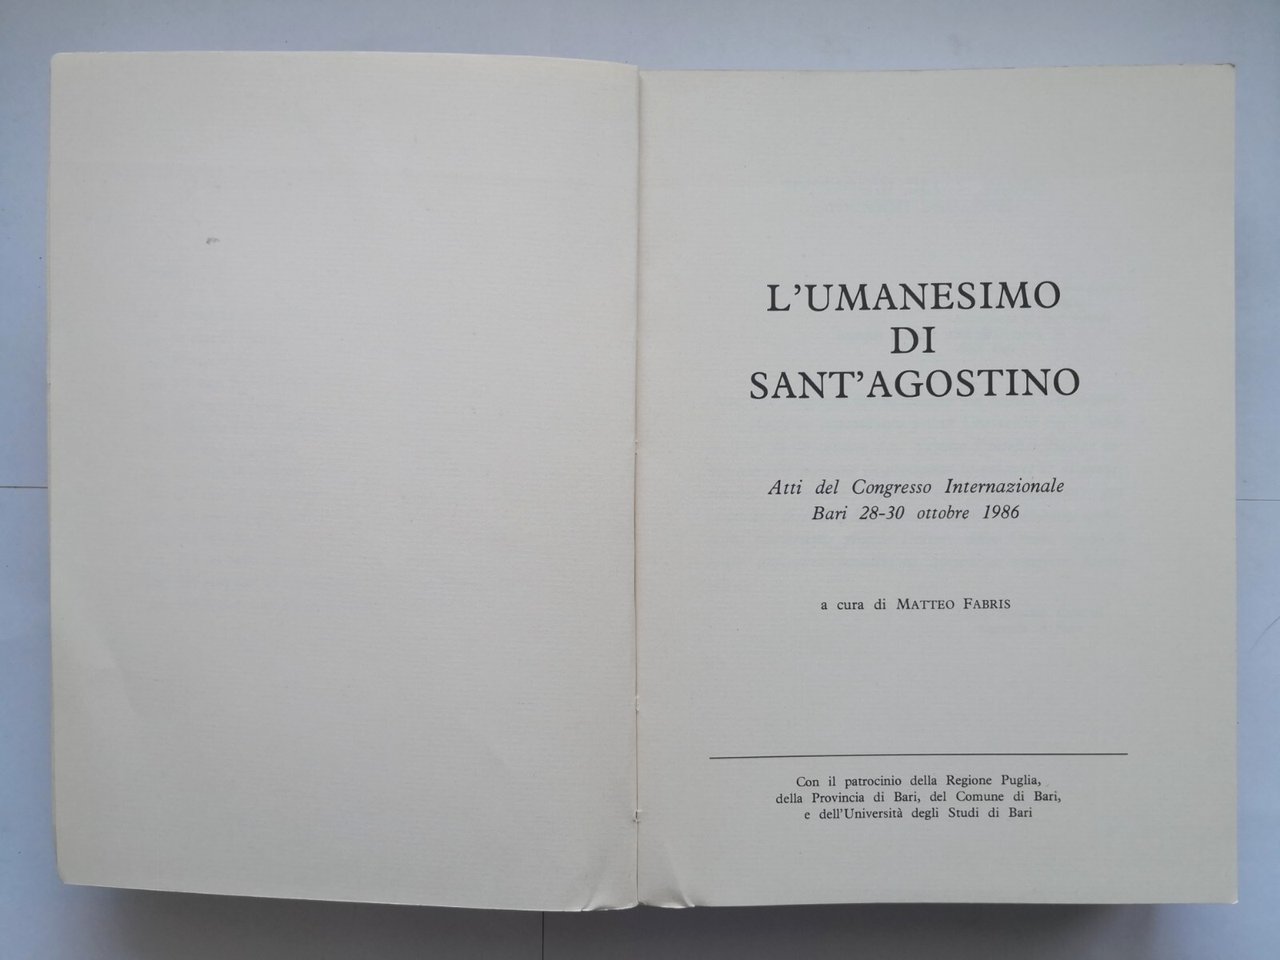 L'UMANESIMO
DI
SANT'AGOSTINO
Atti del Congresso Internazionale
Bari 28-30 ottobre 1986
a cura di MATTEO FABRIS
Con il patrocinio della Regione Puglia,
della Provincia di Bari, del Comune di Bari,
e dell'Università degli Studi di Bari